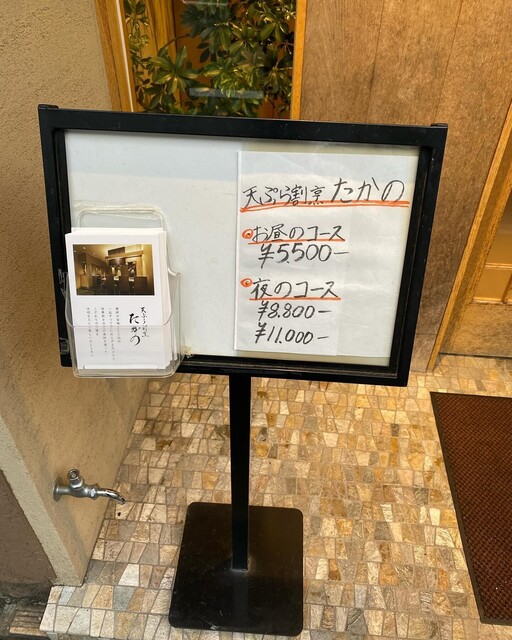 天ぷら割烹 たかの
お昼のコース
¥5,500-
夜のコース
¥8,800-
¥11,000-
天ぷら割烹
たかの